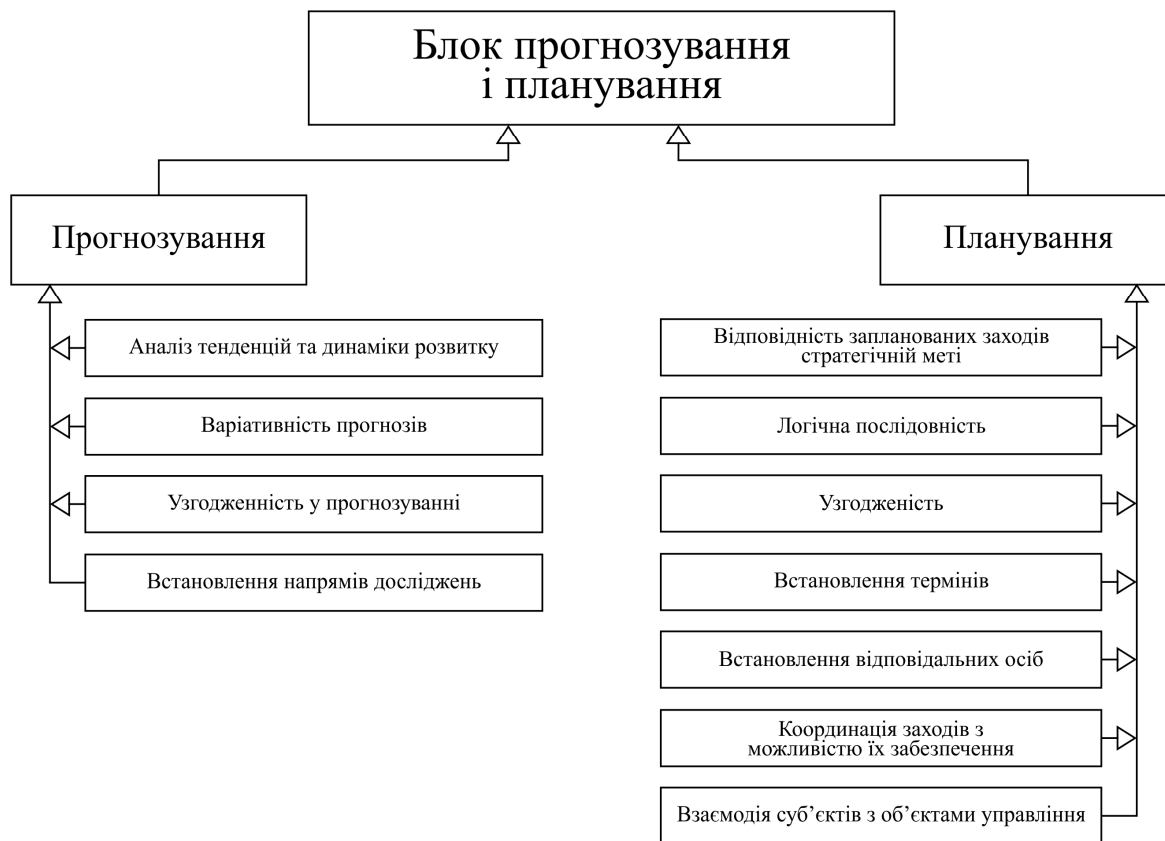 Блок прогнозування
і планування
Прогнозування
Планування
Аналіз тенденцій та динаміки розвитку
Варіативність прогнозів
Узгодженність у прогнозуванні
Встановлення напрямів досліджень
Відповідність запланованих заходів
стратегічній меті
Логічна послідовність
Узгодженість
Встановлення термінів
Встановлення відповідальних осіб
Координація заходів з
можливістю їх забезпечення
Взаємодія суб’єктів з об’єктами управління